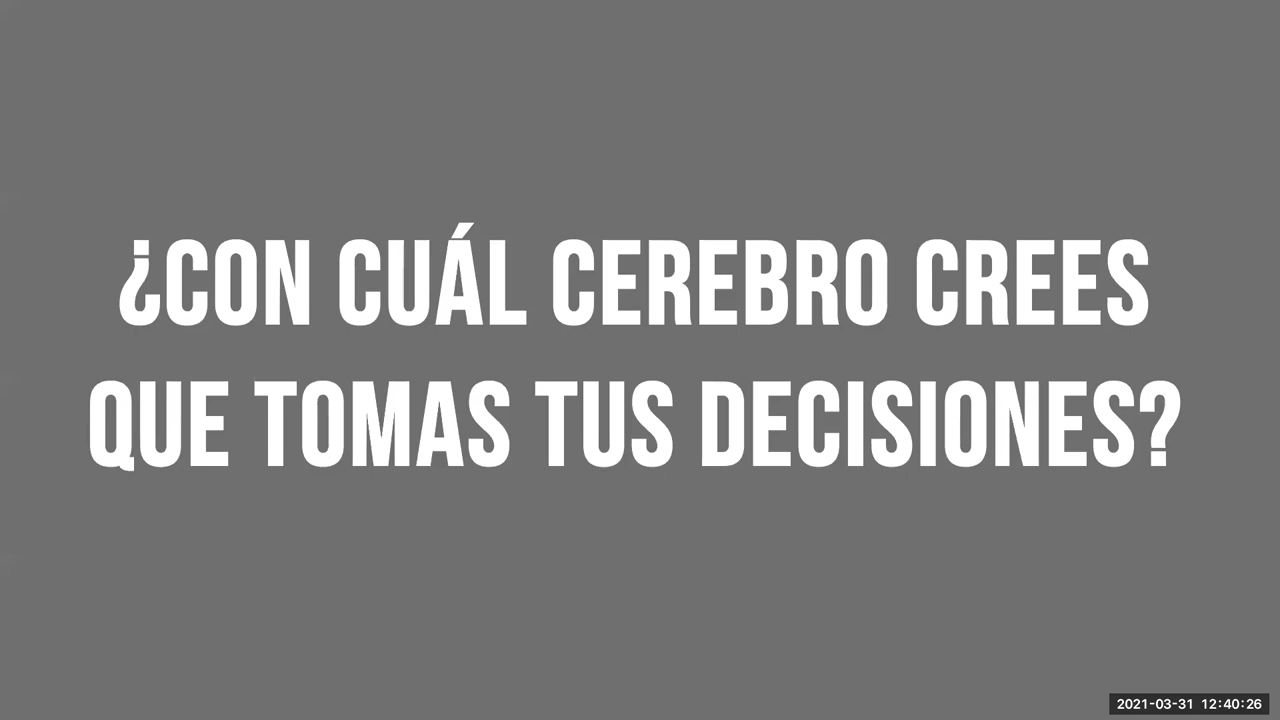 ¿CON CUÁL CEREBRO CREES
QUE TOMAS TUS DECISIONES?
2021-03-31 12:40:26